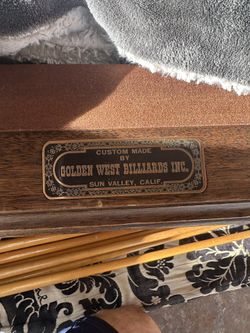 CUSTOM MADE
BY
GOLDEN WEST BILLIARDS INC.
SUN VALLEY, CALIF.